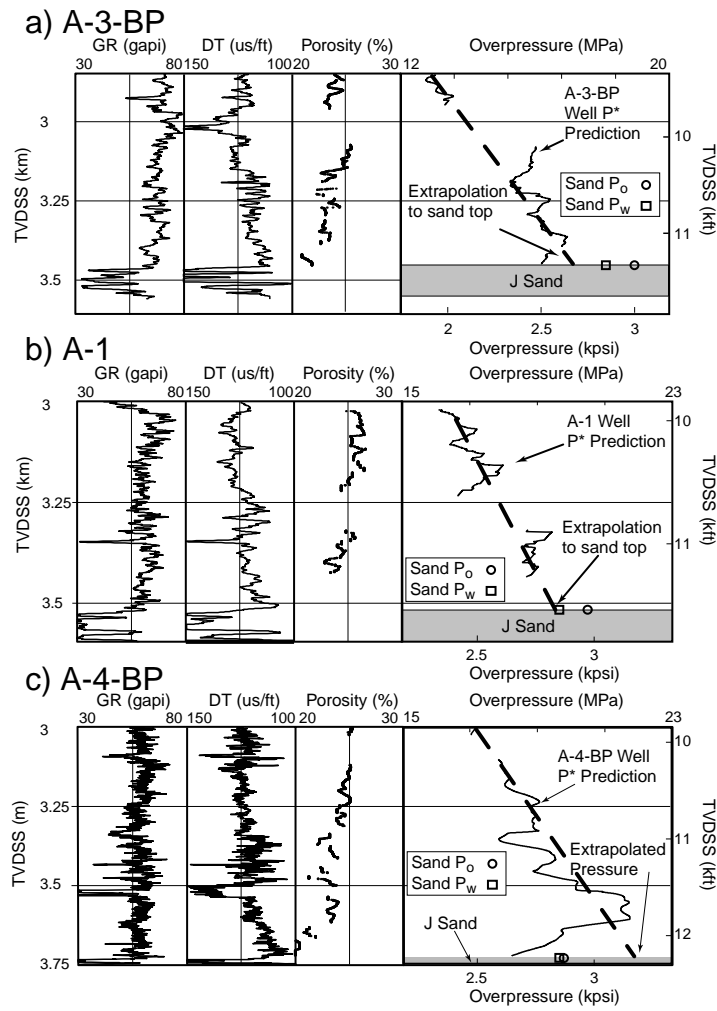 a) A-3-BP
GR (gapi) DT (us/ft) Porosity (%) Overpressure (MPa)
30 80 150 100 20 30 12 20
A-3-BP
Well P*
Prediction
Sand Po
Sand Pw
Extrapolation
to sand top
J Sand
3
3.25
3.5
TVDSS (km)
10
11
TVDSS (kft)
2 2.5 3
Overpressure (kpsi)
b) A-1
GR (gapi) DT (us/ft) Porosity (%) Overpressure (MPa)
30 80 150 100 20 30 15 23
A-1 Well
P* Prediction
Extrapolation
to sand top
Sand Po
Sand Pw
J Sand
3
3.25
3.5
TVDSS (km)
10
11
TVDSS (kft)
2.5 3
Overpressure (kpsi)
c) A-4-BP
GR (gapi) DT (us/ft) Porosity (%) Overpressure (MPa)
30 80 150 100 20 30 15 23
A-4-BP Well
P* Prediction
Extrapolated
Pressure
Sand Po
Sand Pw
J Sand
3
3.25
3.5
3.75
TVDSS (m)
10
11
12
TVDSS (kft)
2.5 3
Overpressure (kpsi)